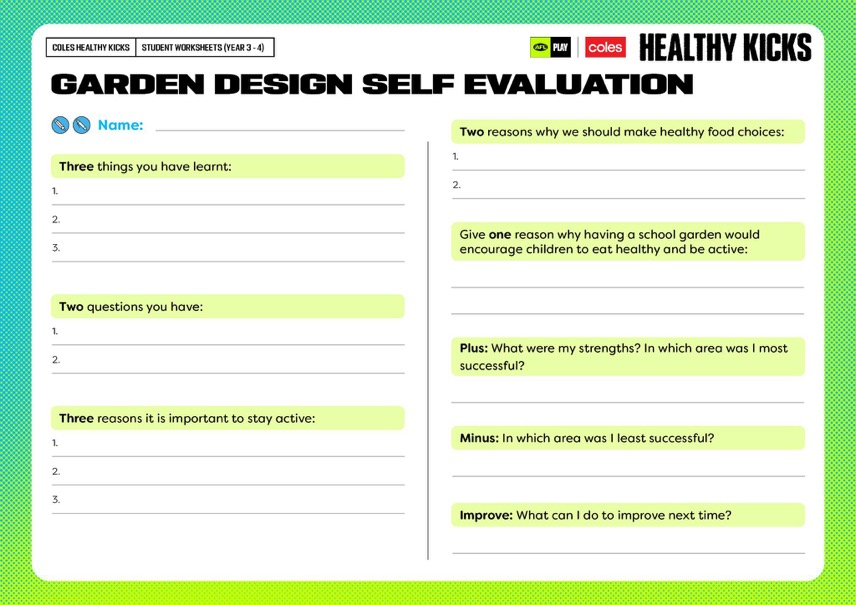 COLES HEALTHY KICKS STUDENT WORKSHEETS (YEAR 3 - 4)
AFL PLAY coles HEALTHY KICKS
GARDEN DESIGN SELF EVALUATION
Name:
Three things you have learnt:
1.
2.
3.
Two questions you have:
1.
2.
Three reasons it is important to stay active:
1.
2.
3.
Two reasons why we should make healthy food choices:
1.
2.
Give one reason why having a school garden would
encourage children to eat healthy and be active:
Plus: What were my strengths? In which area was I most
successful?
Minus: In which area was I least successful?
Improve: What can I do to improve next time?